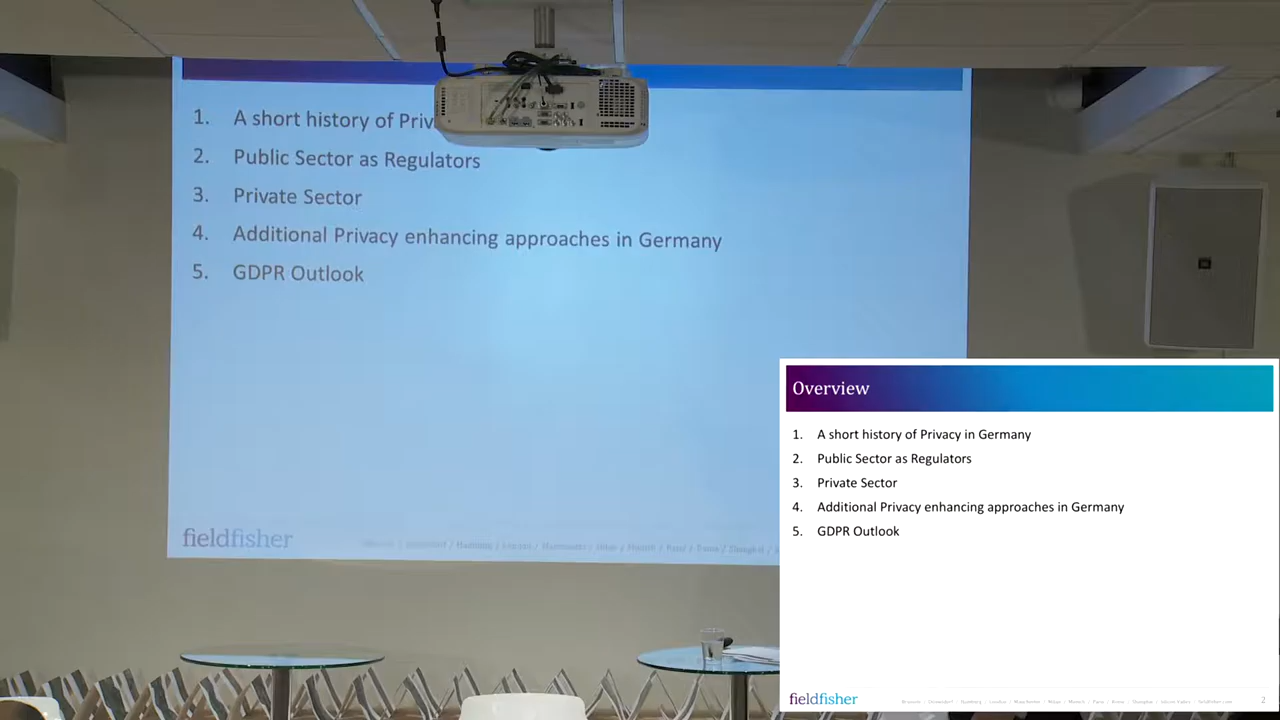 1. A short history of Priv
2. Public Sector as Regulators
3. Private Sector
4. Additional Privacy enhancing approaches in Germany
5. GDPR Outlook
fieldfisher
Overview
1. A short history of Privacy in Germany
2. Public Sector as Regulators
3. Private Sector
4. Additional Privacy enhancing approaches in Germany
5. GDPR Outlook
fieldfisher
2